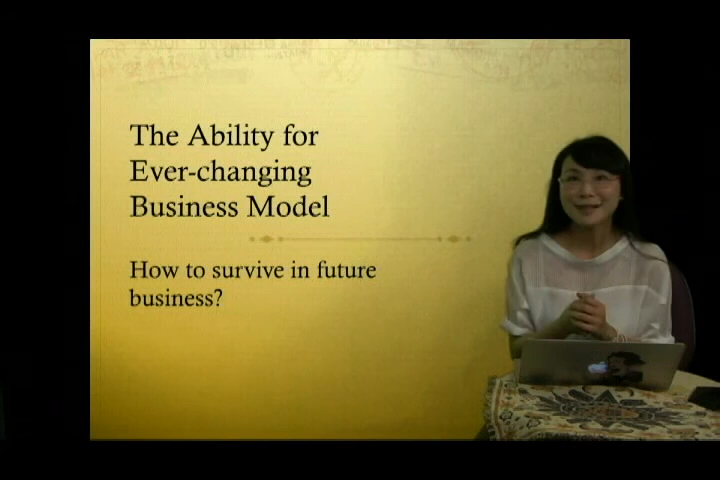 The Ability for
Ever-changing
Business Model
How to survive in future
business?